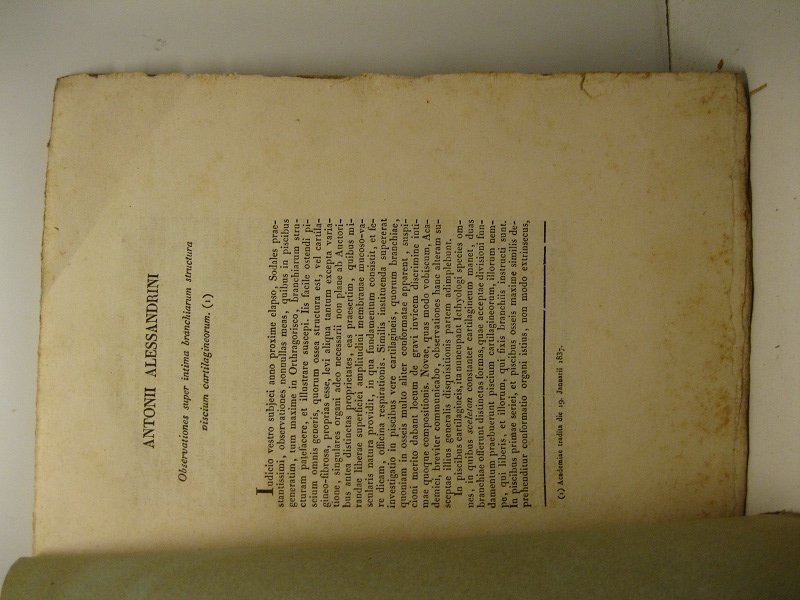 ANTONII ALESSANDRINI
Observationes super intima branchiarum structura
piscium cartilagineorum. (1)
Iudicio vestro subjeci anno proxime elapso, Sodales prae-
stantissimi, observationes nonnullas meas, quibus in piscibus
generatim, tum maxime in Orthragorisco, branchiarum stru-
cturam patefacere, et illustrare suscepi. Iis facile ostendi pi-
scium omnis generis, quorum ossea structura est, vel cartila-
gineo-fibrosa, proprias esse, levi aliqua tantum excepta varia-
tione, singulares organi adeo necessarii non plane ab Auctori-
bus antea distinctas proprietates, eas praesertim, quibus mi-
randae liberae superficiei amplitudini membranae mucoso-va-
scularis natura providit, in qua fundamentum consistit, et fe-
re dicam, officina respirationis. Similis instituenda supererat
investigatio in piscibus vere cartilagineis, quorum branchiae,
quoniam in osseis multo aliter conformatae apparent, suspi-
cioni merito dabant locum de gravi invicem discrimine inti-
mae quoque compositionis. Novae, quas modo vobiscum, Aca-
demici, breviter communicabo, observationes hanc alteram su-
sceptae illius generalis disquisitionis partem adimplebunt.
In piscibus cartilagineis, iu nuncupant Ichtyologi species om-
nes, in quibus sceleton constanter cartilagineum manet, duas
branchiae offerunt distinctas formas, quae acceptae divisioni fun-
damentum praebuerunt piscium cartilagineorum, illorum nem-
pe, qui liberis, et illorum, qui fixis branchiis instructi sunt.
In piscibus primae seriei, et piscibus osseis maxime similis de-
prehenditur conformatio organi istius, non modo extrinsecus,
(1) Academiae tradita die 19. Januarii 1837.